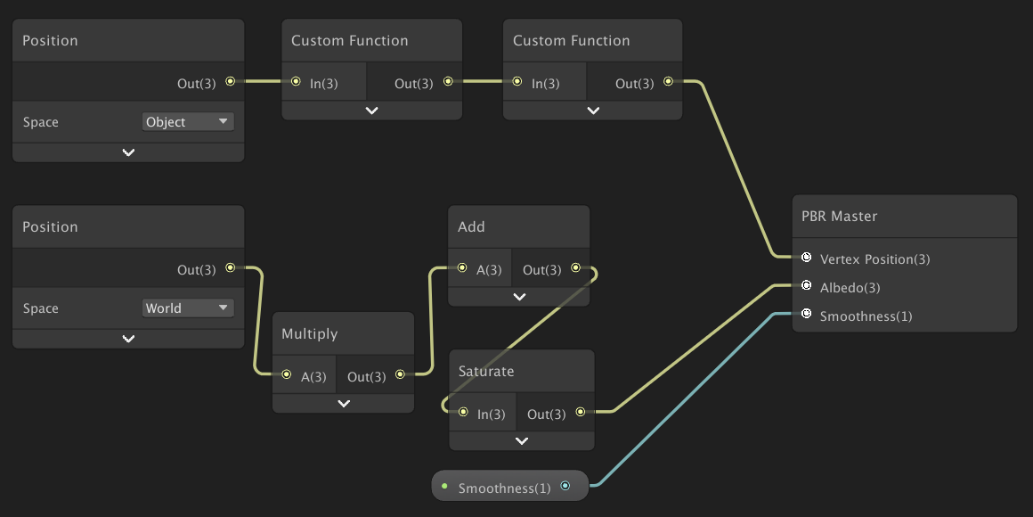 Position
Out(3)
Space
Object
Custom Function
In(3)
Out(3)
Custom Function
In(3)
Out(3)
Position
Out(3)
Space
World
Multiply
A(3)
Out(3)
Add
A(3)
Out(3)
Saturate
In(3)
Out(3)
Smoothness(1)
PBR Master
Vertex Position(3)
Albedo(3)
Smoothness(1)